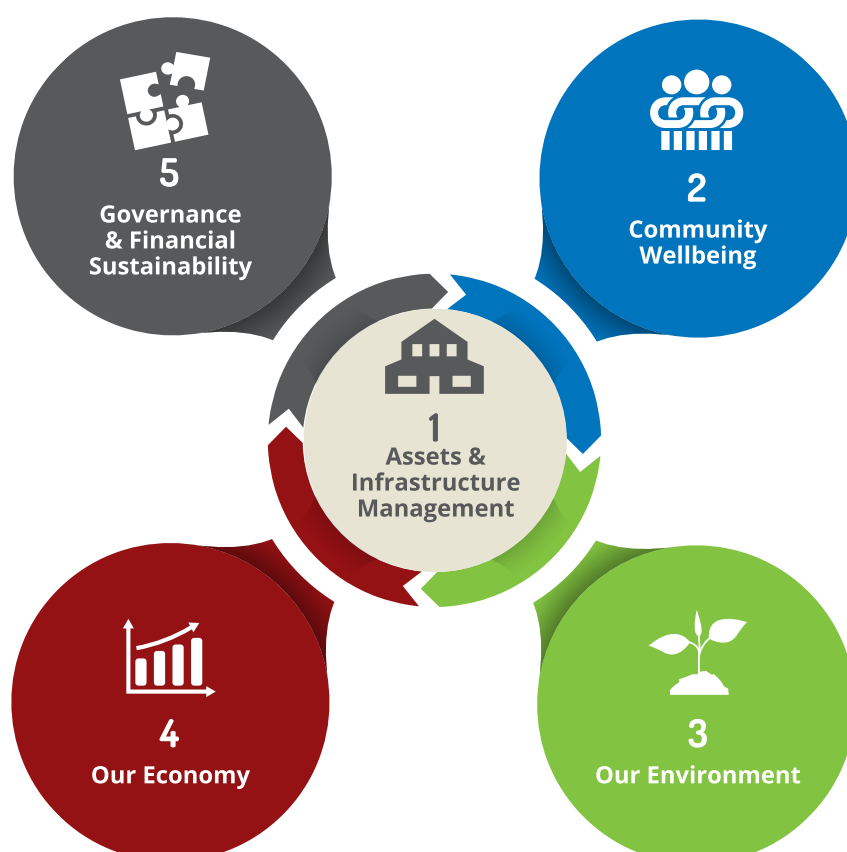 5
Governance
& Financial
Sustainability
2
Community
Wellbeing
1
Assets &
Infrastructure
Management
4
Our Economy
3
Our Environment